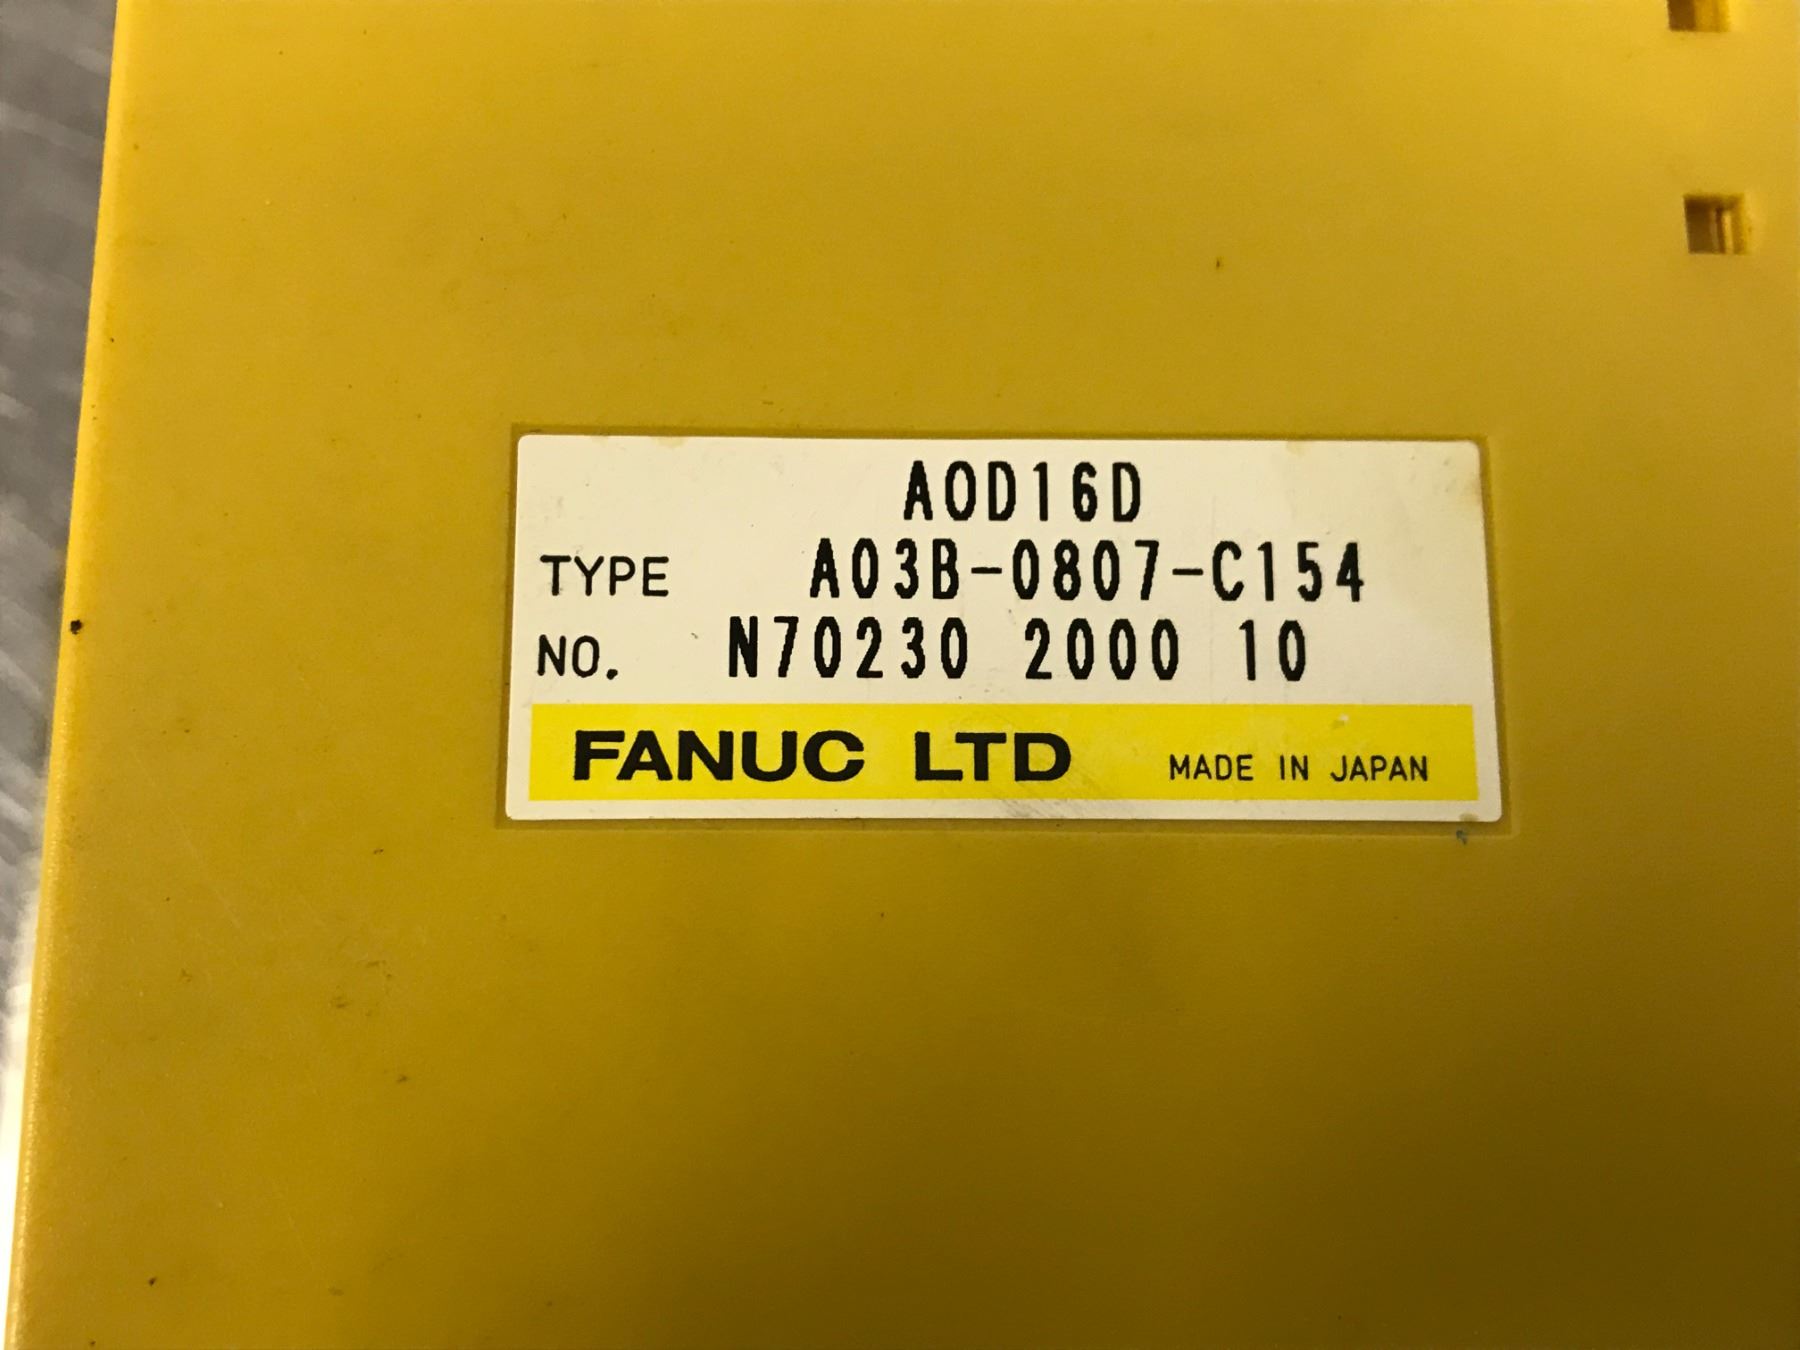 AOD16D
TYPE A03B-0807-C154
NO. N70230 2000 10
FANUC LTD MADE IN JAPAN